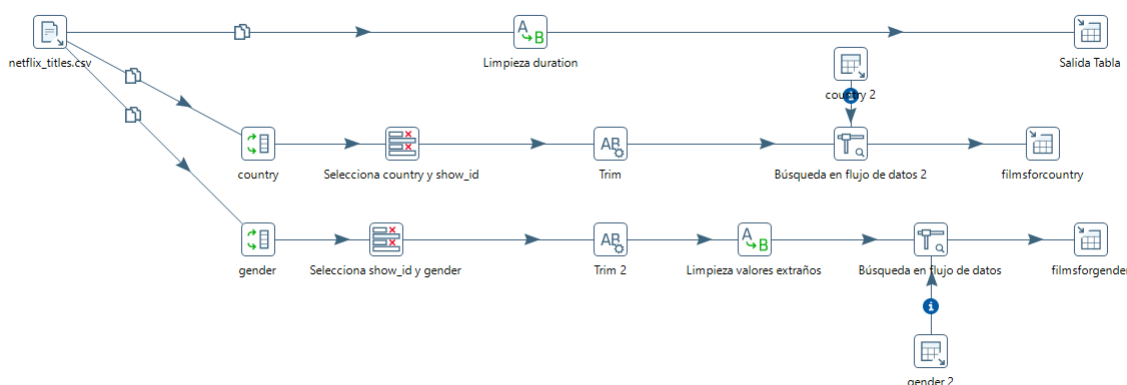 netflix_titles.csv
Limpieza duration
Salida Tabla
country 2
country
Selecciona country y show_id
Trim
Búsqueda en flujo de datos 2
filmsforcountry
gender
Selecciona show_id y gender
Trim 2
Limpieza valores extraños
Búsqueda en flujo de datos
filmsforgender
gender 2